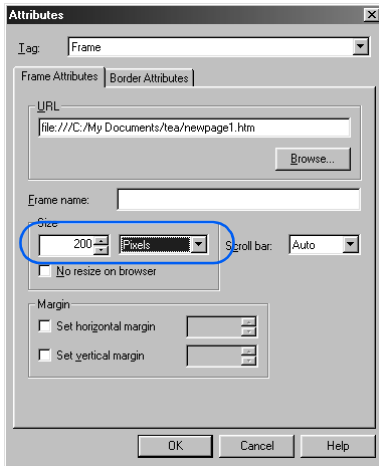 Attributes
Tag: Frame
Frame Attributes Border Attributes
URL
file:///C:/My Documents/tea/newpage1.htm
Browse...
Frame name:
Size
200 Pixels Scroll bar: Auto
No resize on browser
Margin
Set horizontal margin
Set vertical margin
OK Cancel Help